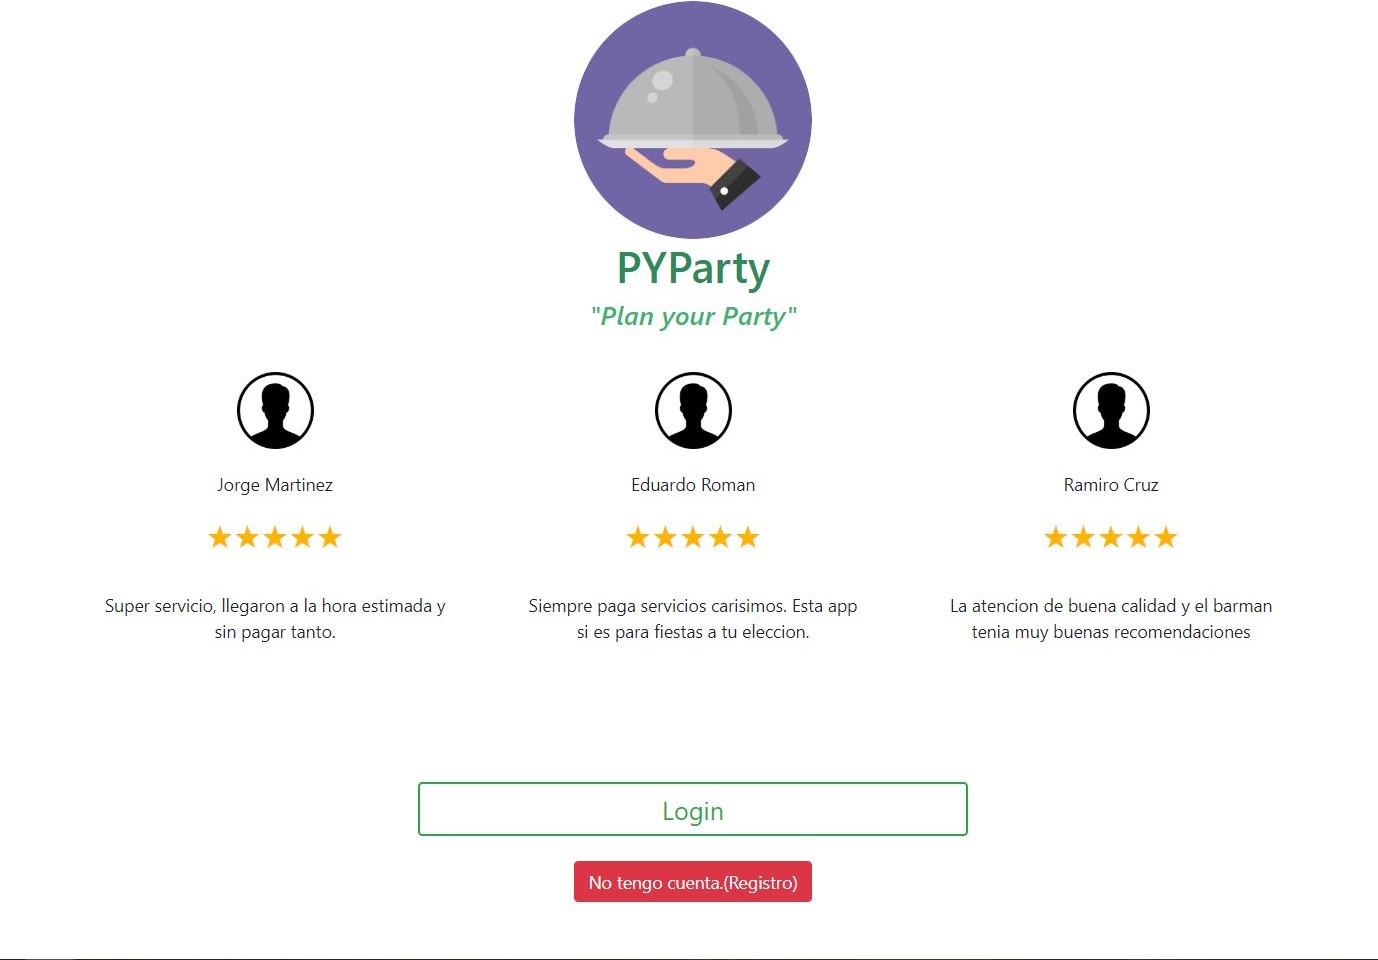 PYParty
"Plan your Party"
Jorge Martinez
Eduardo Roman
Ramiro Cruz
Super servicio, llegaron a la hora estimada y
sin pagar tanto.
Siempre paga servicios carisimos. Esta app
si es para fiestas a tu eleccion.
La atencion de buena calidad y el barman
tenia muy buenas recomendaciones
Login
No tengo cuenta.(Registro)